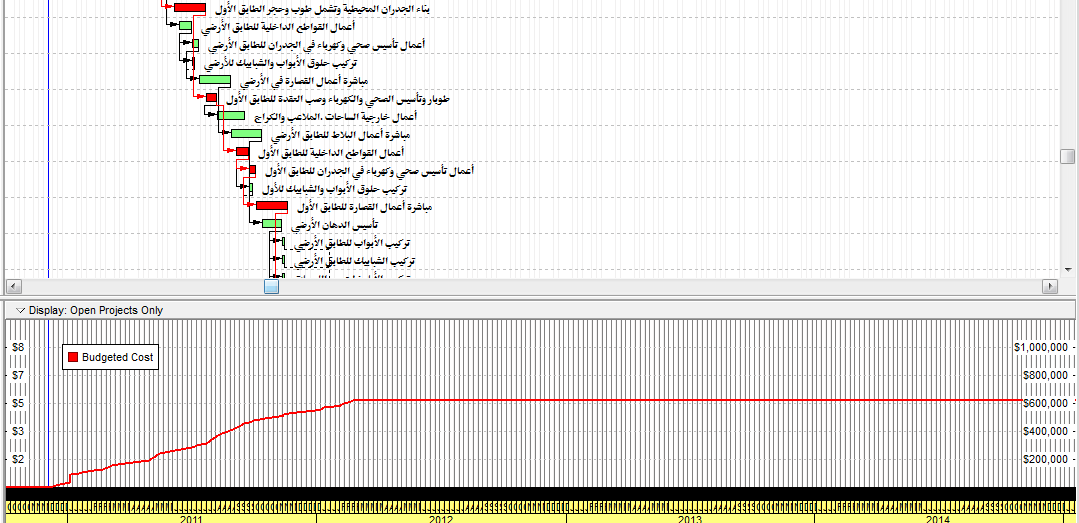 بناء الجدران المحيطية وتشمل طوب وحجر الطابق الأول
أعمال القواطع الداخلية للطابق الأرضي
أعمال تأسيس صحي وكهرباء في الجدران للطابق الأرضي
تركيب حلوق الأبواب والشبابيك للأرضي
مباشرة أعمال القصارة في الأرضي
طوبار وتأسيس الصحي والكهرباء وصب العقدة للطابق الأول
أعمال خارجية الساحات ،الملاعب والكراج
مباشرة أعمال البلاط للطابق الأرضي
أعمال القواطع الداخلية للطابق الأول
أعمال تأسيس صحي وكهرباء في الجدران للطابق الأول
تركيب حلوق الأبواب والشبابيك للأول
مباشرة أعمال القصارة للطابق الأول
تأسيس الدهان الأرضي
تركيب الأبواب للطابق الأرضي
تركيب الشبابيك للطابق الأرضي
Display: Open Projects Only
Budgeted Cost
$8 $1,000,000
$7 $800,000
$5 $600,000
$3 $400,000
$2 $200,000
2011 2012 2013 2014